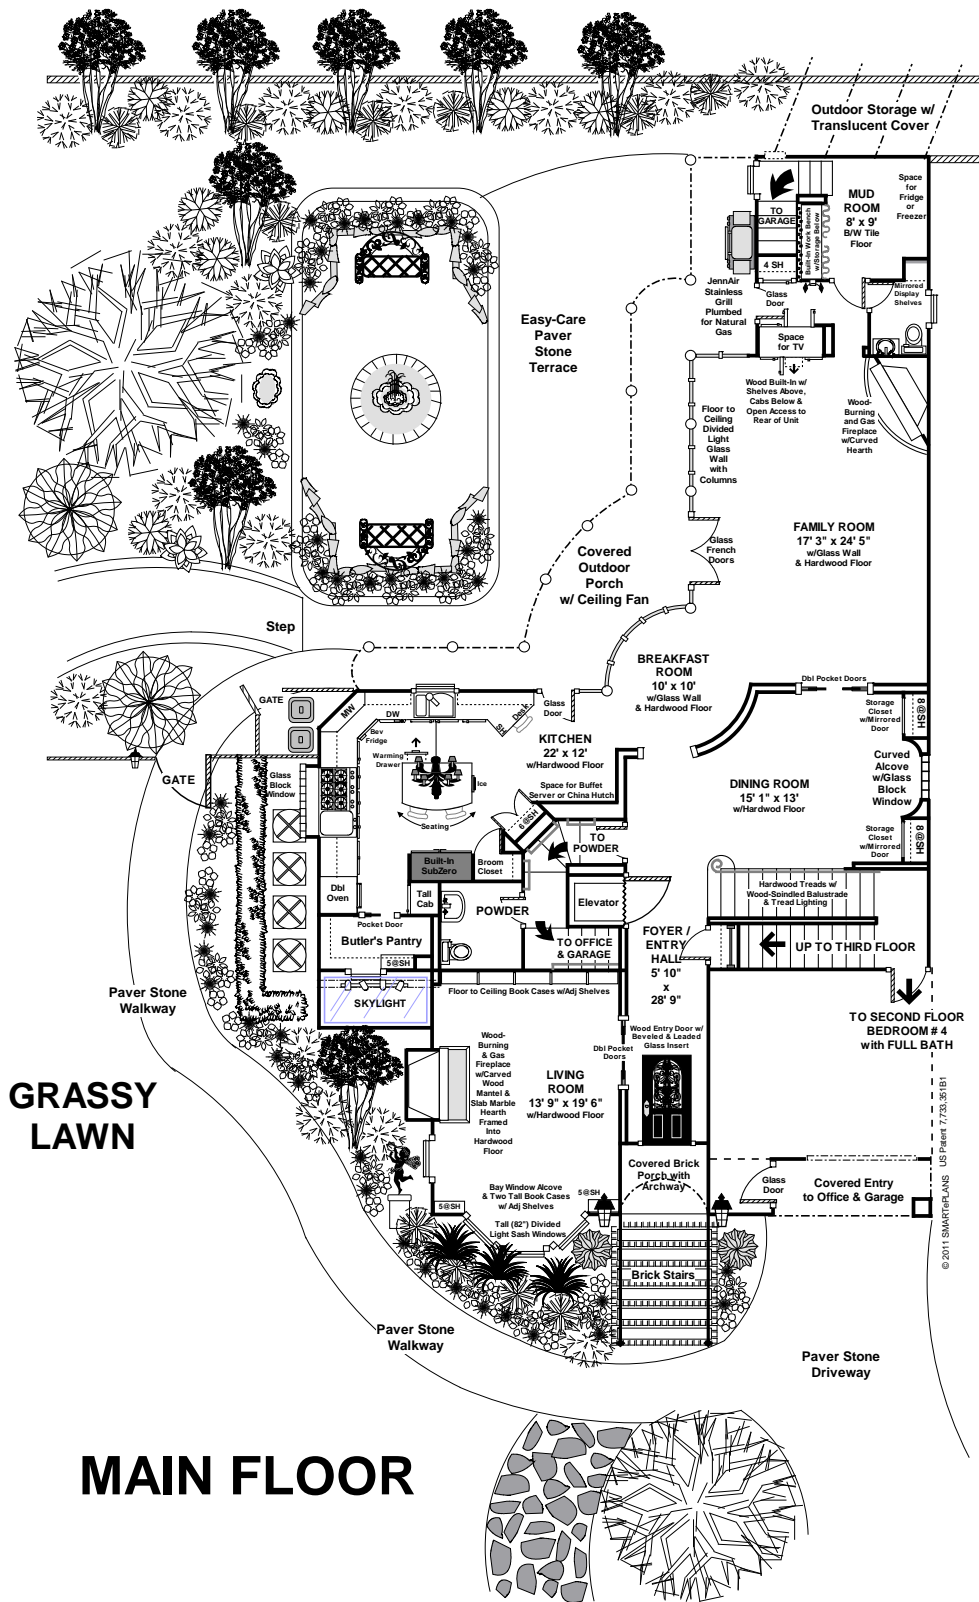 Outdoor Storage w/
Translucent Cover
MUD
ROOM
8' x 9'
B/W Tile
Floor
Space
for
Fridge
or
Freezer
TO
GARAGE
4 SH
Built-In Work Bench
w/Storage Below
Glass
Door
Mirrored
Display
Shelves
JennAir
Stainless
Grill
Plumbed
for Natural
Gas
Space
for TV
Easy-Care
Paver
Stone
Terrace
Wood Built-In w/
Shelves Above,
Cabs Below &
Open Access to
Rear of Unit
Floor to
Ceiling
Divided
Light
Glass
Wall
with
Columns
Wood-
Burning
and Gas
Fireplace
w/Curved
Hearth
FAMILY ROOM
17' 3" x 24' 5"
w/Glass Wall
& Hardwood Floor
Glass
French
Doors
Covered
Outdoor
Porch
w/ Ceiling Fan
Step
BREAKFAST
ROOM
10' x 10'
w/Glass Wall
& Hardwood Floor
Dbl Pocket Doors
GATE
GATE
MW
DW
SH
Desk
Glass
Door
Bev
Fridge
Warming
Drawer
Ice
Seating
KITCHEN
22' x 12'
w/Hardwood Floor
Space for Buffet
Server or China Hutch
Glass
Block
Window
Storage
Closet
w/Mirrored
Door
8@SH
DINING ROOM
15' 1" x 13'
w/Hardwod Floor
Curved
Alcove
w/Glass
Block
Window
Storage
Closet
w/Mirrored
Door
8@SH
6 @SH
TO
POWDER
Built-In
SubZero
Broom
Closet
Dbl
Oven
Tall
Cab
Pocket Door
POWDER
Elevator
Hardwood Treads w/
Wood-Spindled Balustrade
& Tread Lighting
Butler's Pantry
5@SH
TO OFFICE
& GARAGE
FOYER /
ENTRY
HALL
5' 10"
x
28' 9"
UP TO THIRD FLOOR
SKYLIGHT
Floor to Ceiling Book Cases w/Adj Shelves
Paver Stone
Walkway
TO SECOND FLOOR
BEDROOM # 4
with FULL BATH
Wood-
Burning
& Gas
Fireplace
w/Carved
Wood
Mantel &
Slab Marble
Hearth
Framed
Into
Hardwood
Floor
Dbl Pocket
Doors
Wood Entry Door w/
Beveled & Leaded
Glass Insert
LIVING
ROOM
13' 9" x 19' 6"
w/Hardwood Floor
GRASSY
LAWN
Covered Brick
Porch with
Archway
Glass
Door
Covered Entry
to Office & Garage
Bay Window Alcove
& Two Tall Book Cases
w/ Adj Shelves
5@SH
5@SH
Tall (82") Divided
Light Sash Windows
Brick Stairs
© 2011 SMARTePLANS US Patent 7,733,351B1
Paver Stone
Walkway
Paver Stone
Driveway
MAIN FLOOR